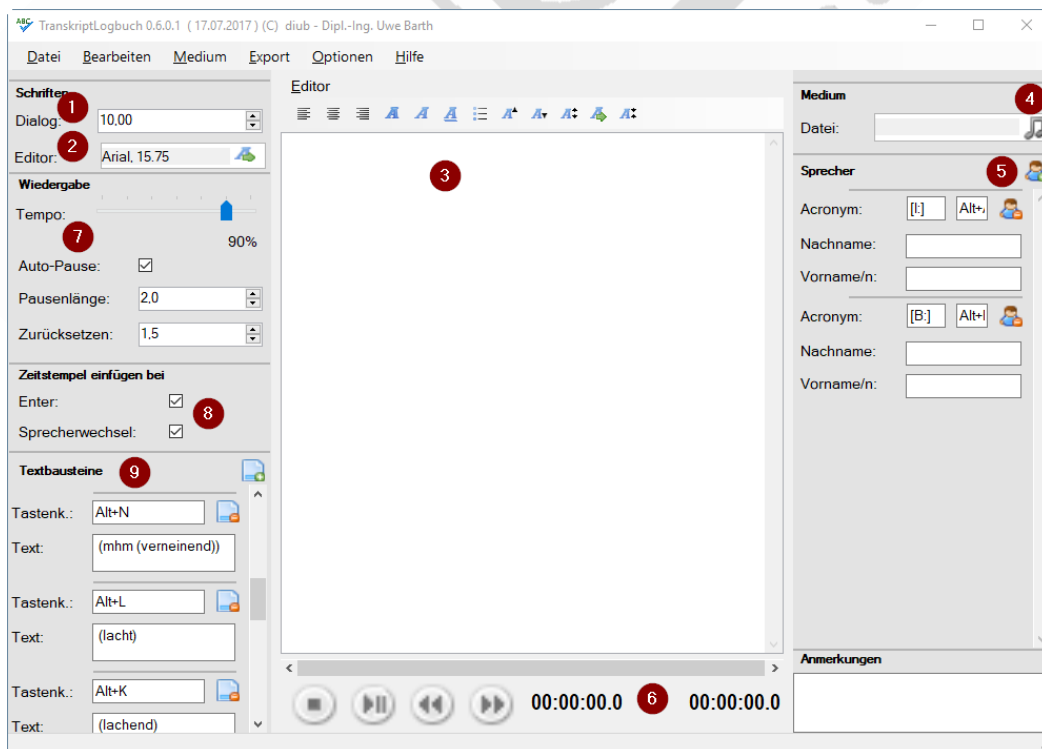 TranskriptLogbuch 0.6.0.1 ( 17.07.2017 ) (C) diub - Dipl.-Ing. Uwe Barth
Datei Bearbeiten Medium Export Optionen Hilfe
Schriften
1
Dialog: 10,00
2
Editor: Arial, 15.75
Wiedergabe
Tempo:
7
90%
Auto-Pause:
Pausenlänge: 2,0
Zurücksetzen: 1,5
Zeitstempel einfügen bei
Enter:
8
Sprecherwechsel:
Textbausteine 9
Tastenk.: Alt+N
Text: (mhm (verneinend))
Tastenk.: Alt+L
Text: (lacht)
Tastenk.: Alt+K
Text: (lachend)
Editor
3
00:00:00.0 6 00:00:00.0
Medium
4
Datei:
Sprecher 5
Acronym: [I:]
Nachname:
Vorname/n:
Acronym: [B:]
Nachname:
Vorname/n:
Anmerkungen